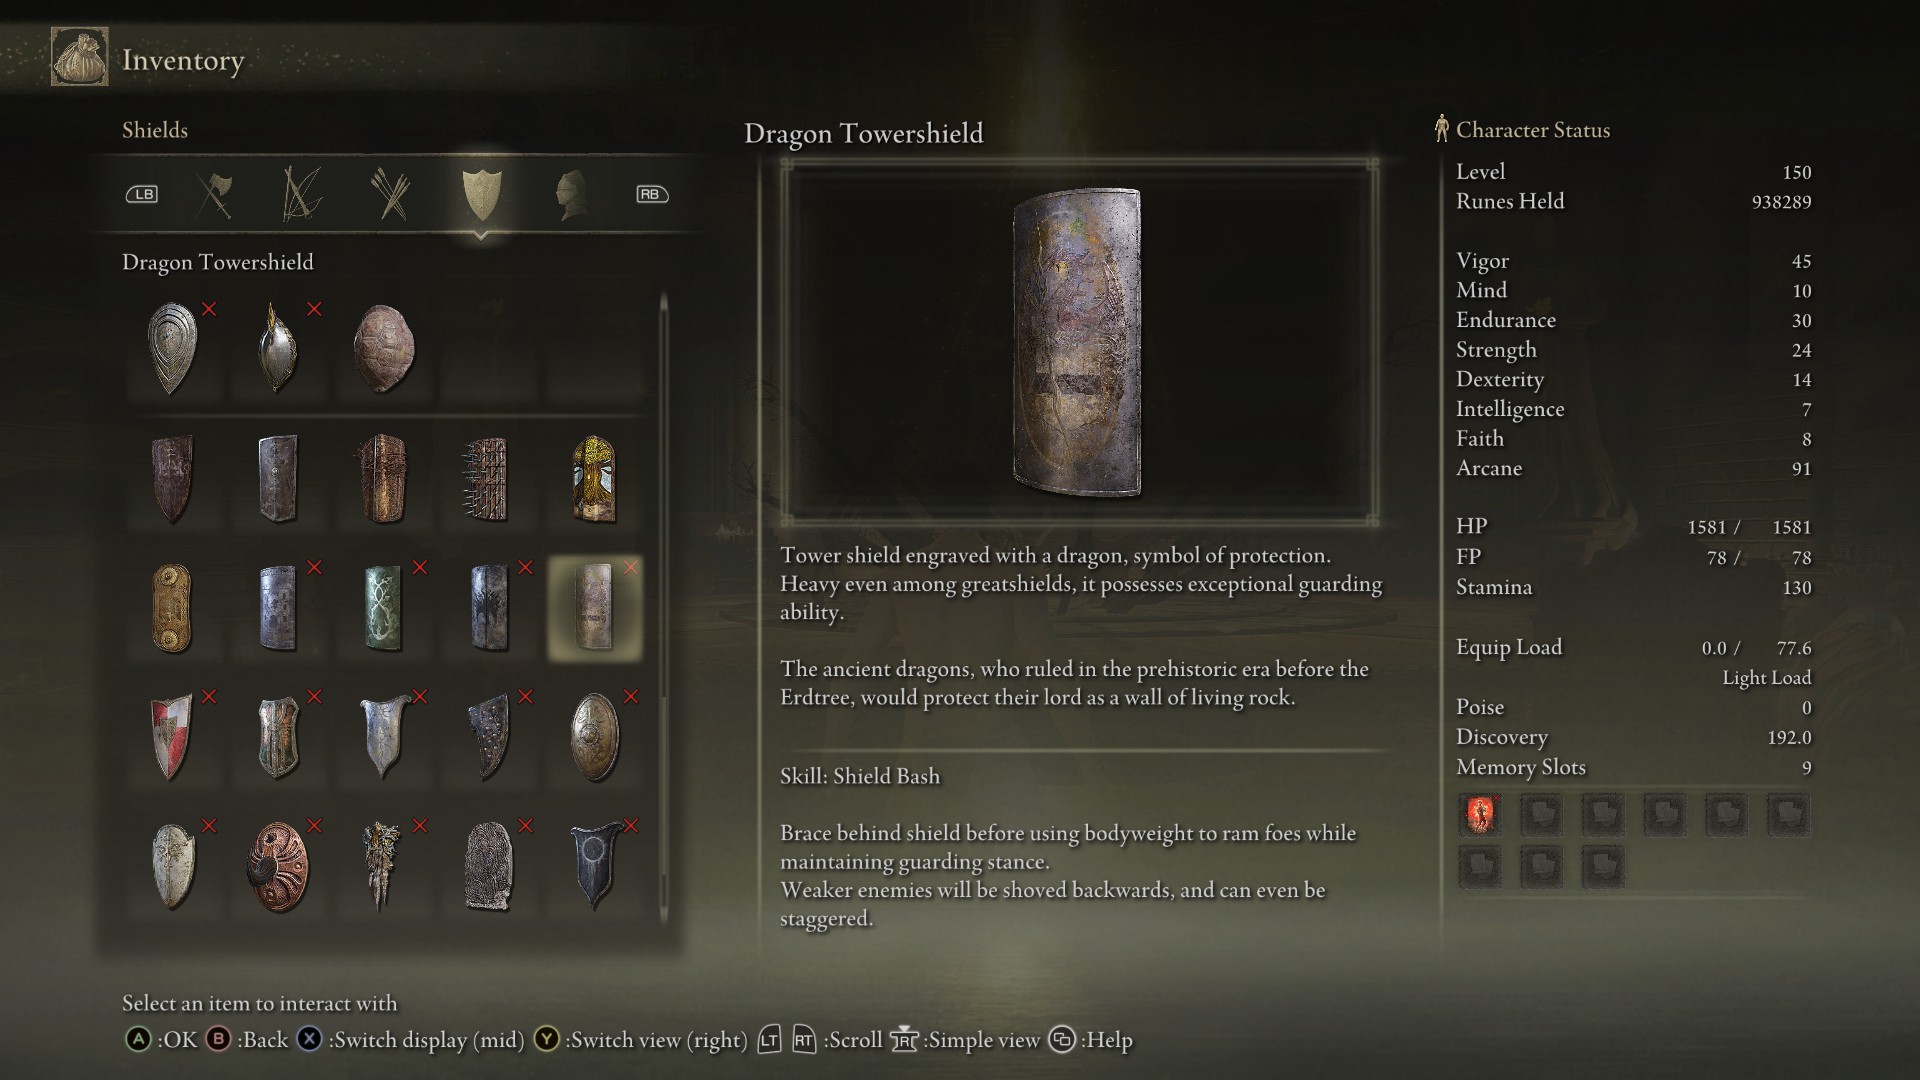 Inventory
Shields
LB
RB
Dragon Towershield
Dragon Towershield
Tower shield engraved with a dragon, symbol of protection.
Heavy even among greatshields, it possesses exceptional guarding
ability.
The ancient dragons, who ruled in the prehistoric era before the
Erdtree, would protect their lord as a wall of living rock.
Skill: Shield Bash
Brace behind shield before using bodyweight to ram foes while
maintaining guarding stance.
Weaker enemies will be shoved backwards, and can even be
staggered.
Character Status
Level 150
Runes Held 938289
Vigor 45
Mind 10
Endurance 30
Strength 24
Dexterity 14
Intelligence 7
Faith 8
Arcane 91
HP 1581 / 1581
FP 78 / 78
Stamina 130
Equip Load 0.0 / 77.6
Light Load
Poise 0
Discovery 192.0
Memory Slots 9
Select an item to interact with
A :OK B :Back X :Switch display (mid) Y :Switch view (right) LT RT :Scroll R :Simple view :Help